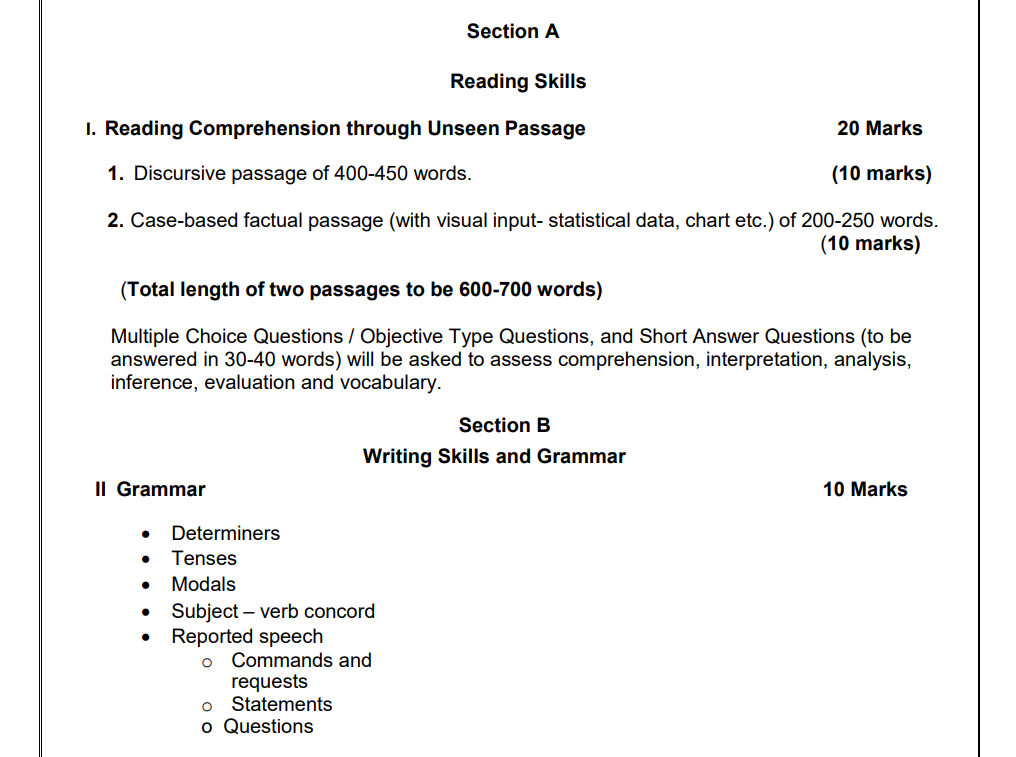 Section A
Reading Skills
I. Reading Comprehension through Unseen Passage 20 Marks
1. Discursive passage of 400-450 words. (10 marks)
2. Case-based factual passage (with visual input- statistical data, chart etc.) of 200-250 words.
(10 marks)
(Total length of two passages to be 600-700 words)
Multiple Choice Questions / Objective Type Questions, and Short Answer Questions (to be
answered in 30-40 words) will be asked to assess comprehension, interpretation, analysis,
inference, evaluation and vocabulary.
Section B
Writing Skills and Grammar
II Grammar 10 Marks
• Determiners
• Tenses
• Modals
• Subject – verb concord
• Reported speech
o Commands and
requests
o Statements
o Questions